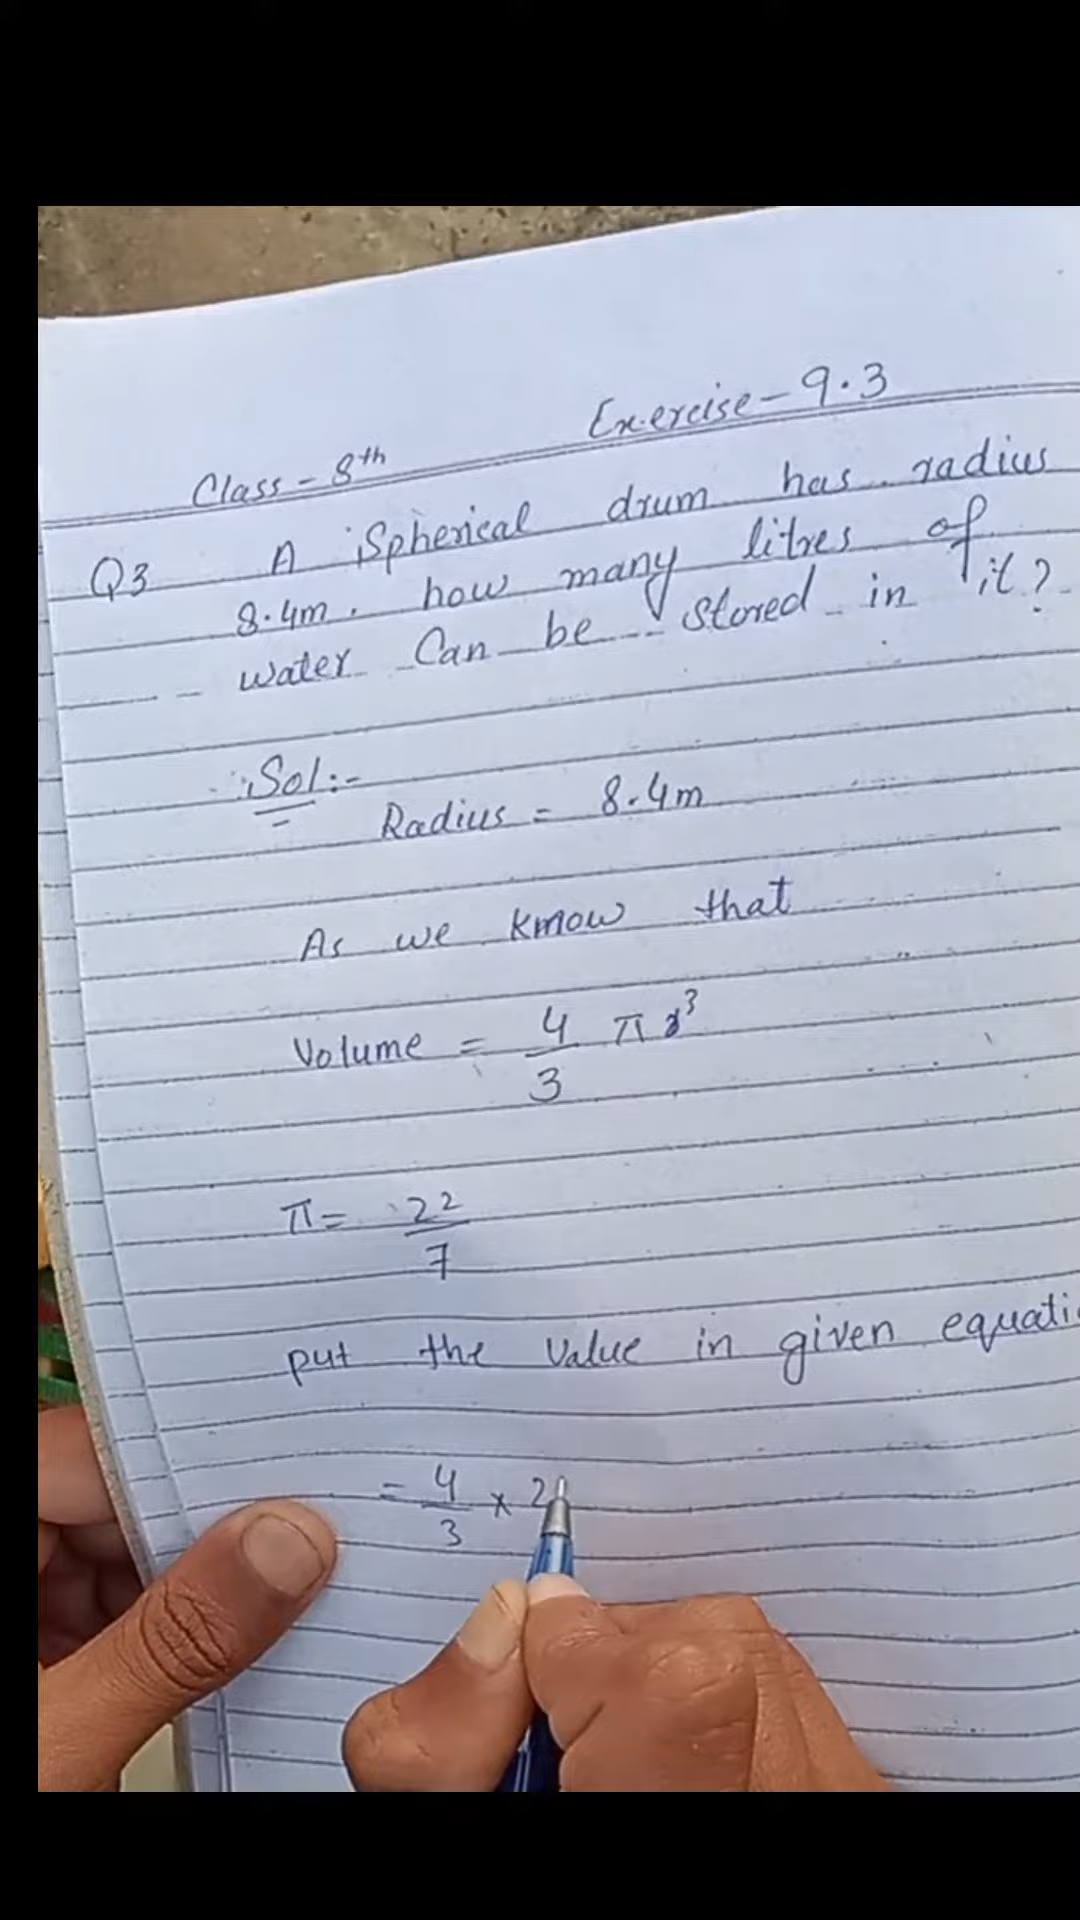 Exercise - 9.3
Class - 8th
Q3 A Spherical drum has radius
8.4m. how many litres of
water Can be Stored in it?
Sol:-
Radius = 8.4m
As we know that
Volume = 4/3 π r³
π = 22/7
put the Value in given equati
= 4/3 × 2